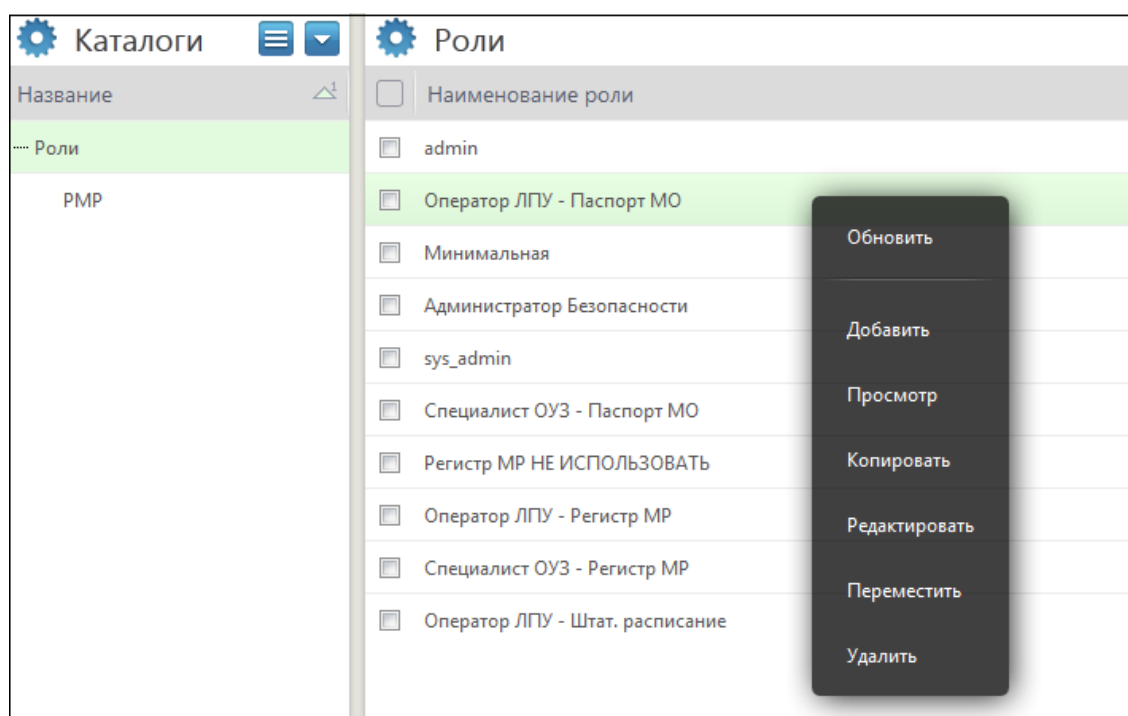 Каталоги
Название
1
Роли
РМР
Роли
Наименование роли
admin
Оператор ЛПУ - Паспорт МО
Минимальная
Администратор Безопасности
sys_admin
Специалист ОУЗ - Паспорт МО
Регистр МР НЕ ИСПОЛЬЗОВАТЬ
Оператор ЛПУ - Регистр МР
Специалист ОУЗ - Регистр МР
Оператор ЛПУ - Штат. расписание
Обновить
Добавить
Просмотр
Копировать
Редактировать
Переместить
Удалить